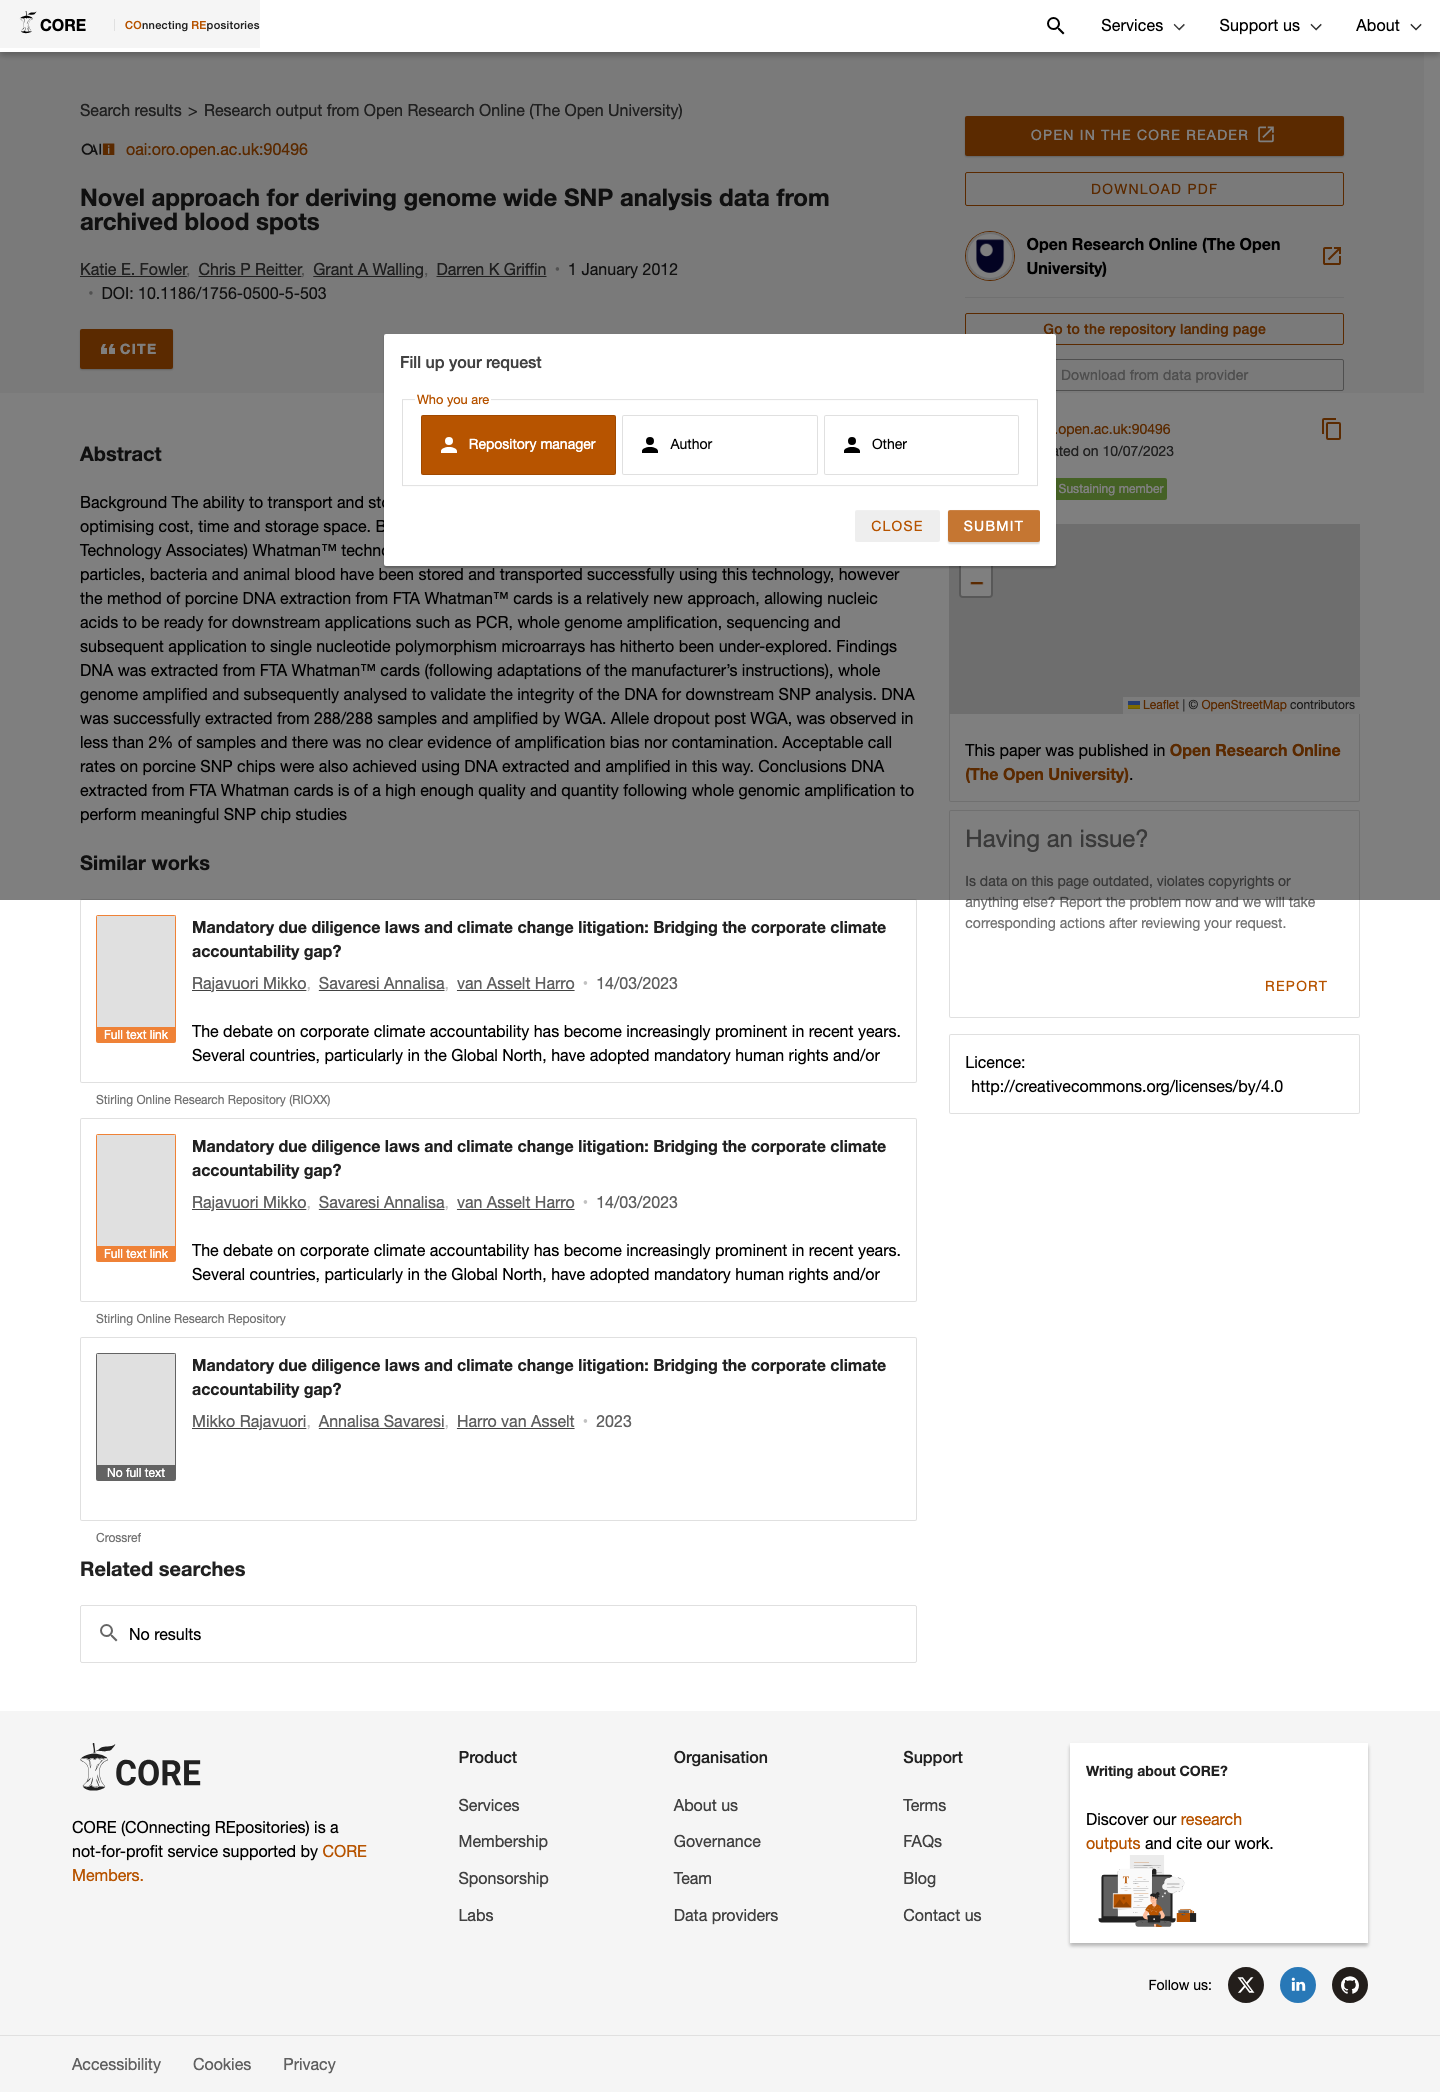 CORE
COnnecting REpositories
Services
Support us
About
Search results > Research output from Open Research Online (The Open University)
OAI oai:oro.open.ac.uk:90496
Novel approach for deriving genome wide SNP analysis data from
archived blood spots
Katie E. Fowler, Chris P Reitter, Grant A Walling, Darren K Griffin • 1 January 2012
• DOI: 10.1186/1756-0500-5-503
CITE
OPEN IN THE CORE READER
DOWNLOAD PDF
Open Research Online (The Open
University)
Go to the repository landing page
Download from data provider
.open.ac.uk:90496
on 10/07/2023
Sustaining member
Fill up your request
Who you are
Repository manager
Author
Other
CLOSE
SUBMIT
Abstract
Background The ability to transport and
optimising cost, time and storage space.
Technology Associates) Whatman™
particles, bacteria and animal blood have been stored and transported successfully using this technology, however
the method of porcine DNA extraction from FTA Whatman™ cards is a relatively new approach, allowing nucleic
acids to be ready for downstream applications such as PCR, whole genome amplification, sequencing and
subsequent application to single nucleotide polymorphism microarrays has hitherto been under-explored. Findings
DNA was extracted from FTA Whatman™ cards (following adaptations of the manufacturer’s instructions), whole
genome amplified and subsequently analysed to validate the integrity of the DNA for downstream SNP analysis. DNA
was successfully extracted from 288/288 samples and amplified by WGA. Allele dropout post WGA, was observed in
less than 2% of samples and there was no clear evidence of amplification bias nor contamination. Acceptable call
rates on porcine SNP chips were also achieved using DNA extracted and amplified in this way. Conclusions DNA
extracted from FTA Whatman cards is of a high enough quality and quantity following whole genomic amplification to
perform meaningful SNP chip studies
−
Leaflet | © OpenStreetMap contributors
This paper was published in Open Research Online
(The Open University).
Having an issue?
Is data on this page outdated, violates copyrights or
anything else? Report the problem now and we will take
corresponding actions after reviewing your request.
REPORT
Licence:
http://creativecommons.org/licenses/by/4.0
Similar works
Mandatory due diligence laws and climate change litigation: Bridging the corporate climate
accountability gap?
Rajavuori Mikko, Savaresi Annalisa, van Asselt Harro • 14/03/2023
Full text link
The debate on corporate climate accountability has become increasingly prominent in recent years.
Several countries, particularly in the Global North, have adopted mandatory human rights and/or
Stirling Online Research Repository (RIOXX)
Mandatory due diligence laws and climate change litigation: Bridging the corporate climate
accountability gap?
Rajavuori Mikko, Savaresi Annalisa, van Asselt Harro • 14/03/2023
Full text link
The debate on corporate climate accountability has become increasingly prominent in recent years.
Several countries, particularly in the Global North, have adopted mandatory human rights and/or
Stirling Online Research Repository
Mandatory due diligence laws and climate change litigation: Bridging the corporate climate
accountability gap?
Mikko Rajavuori, Annalisa Savaresi, Harro van Asselt • 2023
No full text
Crossref
Related searches
No results
CORE
CORE (COnnecting REpositories) is a
not-for-profit service supported by CORE
Members.
Product
Services
Membership
Sponsorship
Labs
Organisation
About us
Governance
Team
Data providers
Support
Terms
FAQs
Blog
Contact us
Writing about CORE?
Discover our research
outputs and cite our work.
T
Follow us:
X
in
Accessibility
Cookies
Privacy